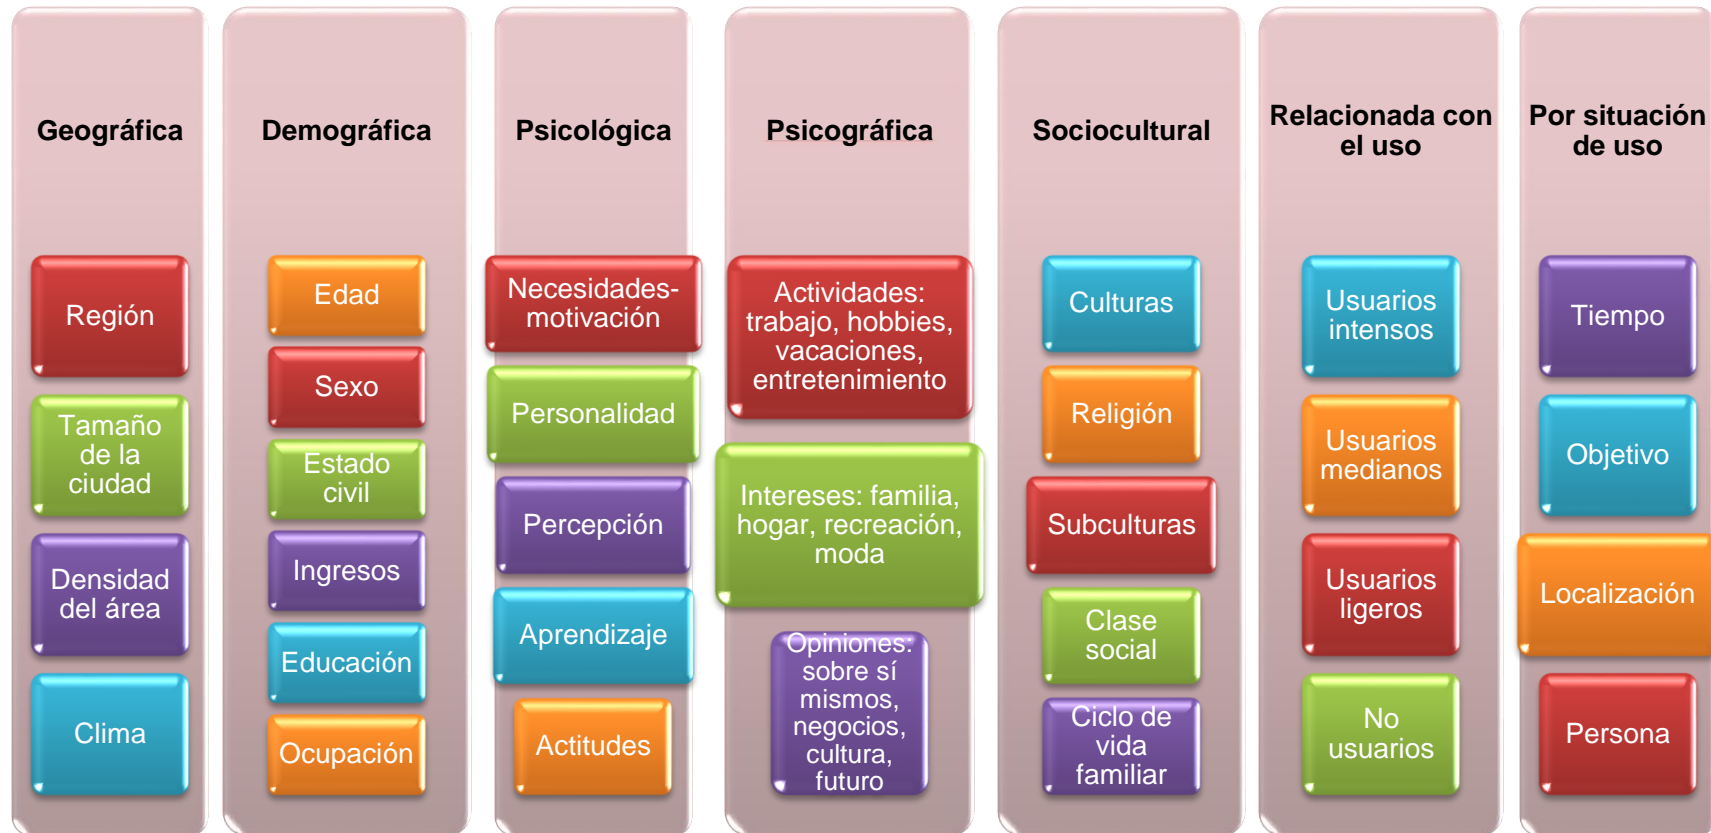 Geográfica
Región
Tamaño
de la
ciudad
Densidad
del área
Clima
Demográfica
Edad
Sexo
Estado
civil
Ingresos
Educación
Ocupación
Psicológica
Necesidades-
motivación
Personalidad
Percepción
Aprendizaje
Actitudes
Psicográfica
Actividades:
trabajo, hobbies,
vacaciones,
entretenimiento
Intereses: familia,
hogar, recreación,
moda
Opiniones:
sobre sí
mismos,
negocios,
cultura,
futuro
Sociocultural
Culturas
Religión
Subculturas
Clase
social
Ciclo de
vida
familiar
Relacionada con
el uso
Usuarios
intensos
Usuarios
medianos
Usuarios
ligeros
No
usuarios
Por situación
de uso
Tiempo
Objetivo
Localización
Persona